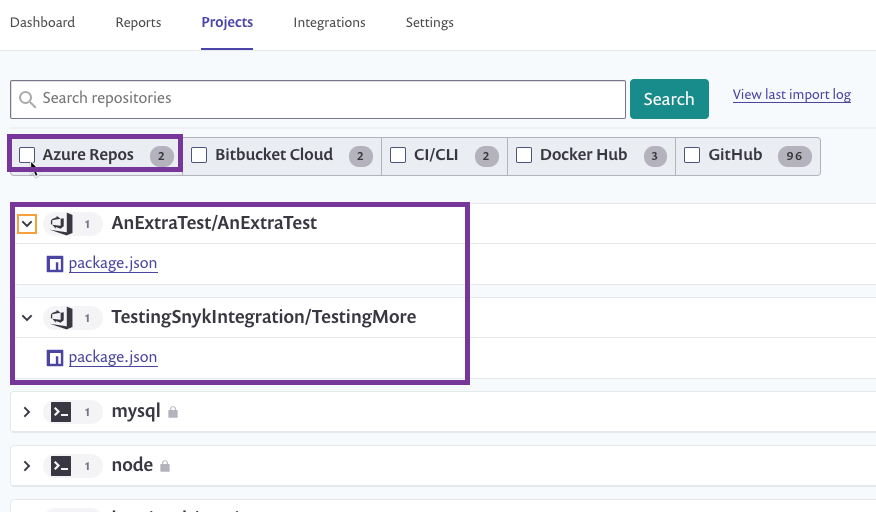 Dashboard Reports Projects Integrations Settings
Search repositories Search View last import log
Azure Repos 2 Bitbucket Cloud 2 CI/CLI 2 Docker Hub 3 GitHub 96
1 AnExtraTest/AnExtraTest
package.json
1 TestingSnykIntegration/TestingMore
package.json
1 mysql
1 node